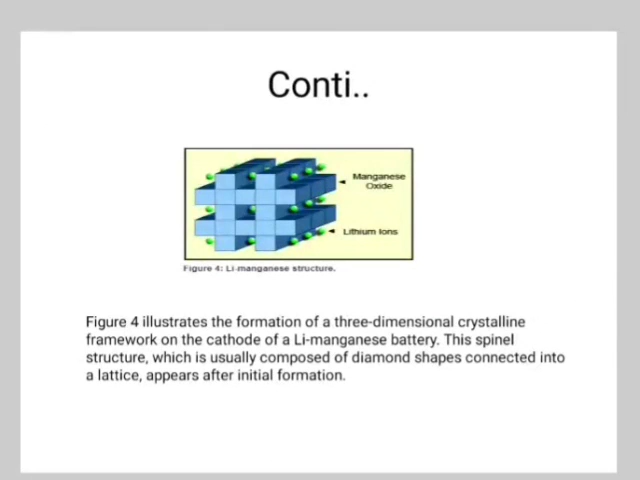 Conti..
Manganese
Oxide
Lithium Ions
Figure 4: Li-manganese structure.
Figure 4 illustrates the formation of a three-dimensional crystalline
framework on the cathode of a Li-manganese battery. This spinel
structure, which is usually composed of diamond shapes connected into
a lattice, appears after initial formation.